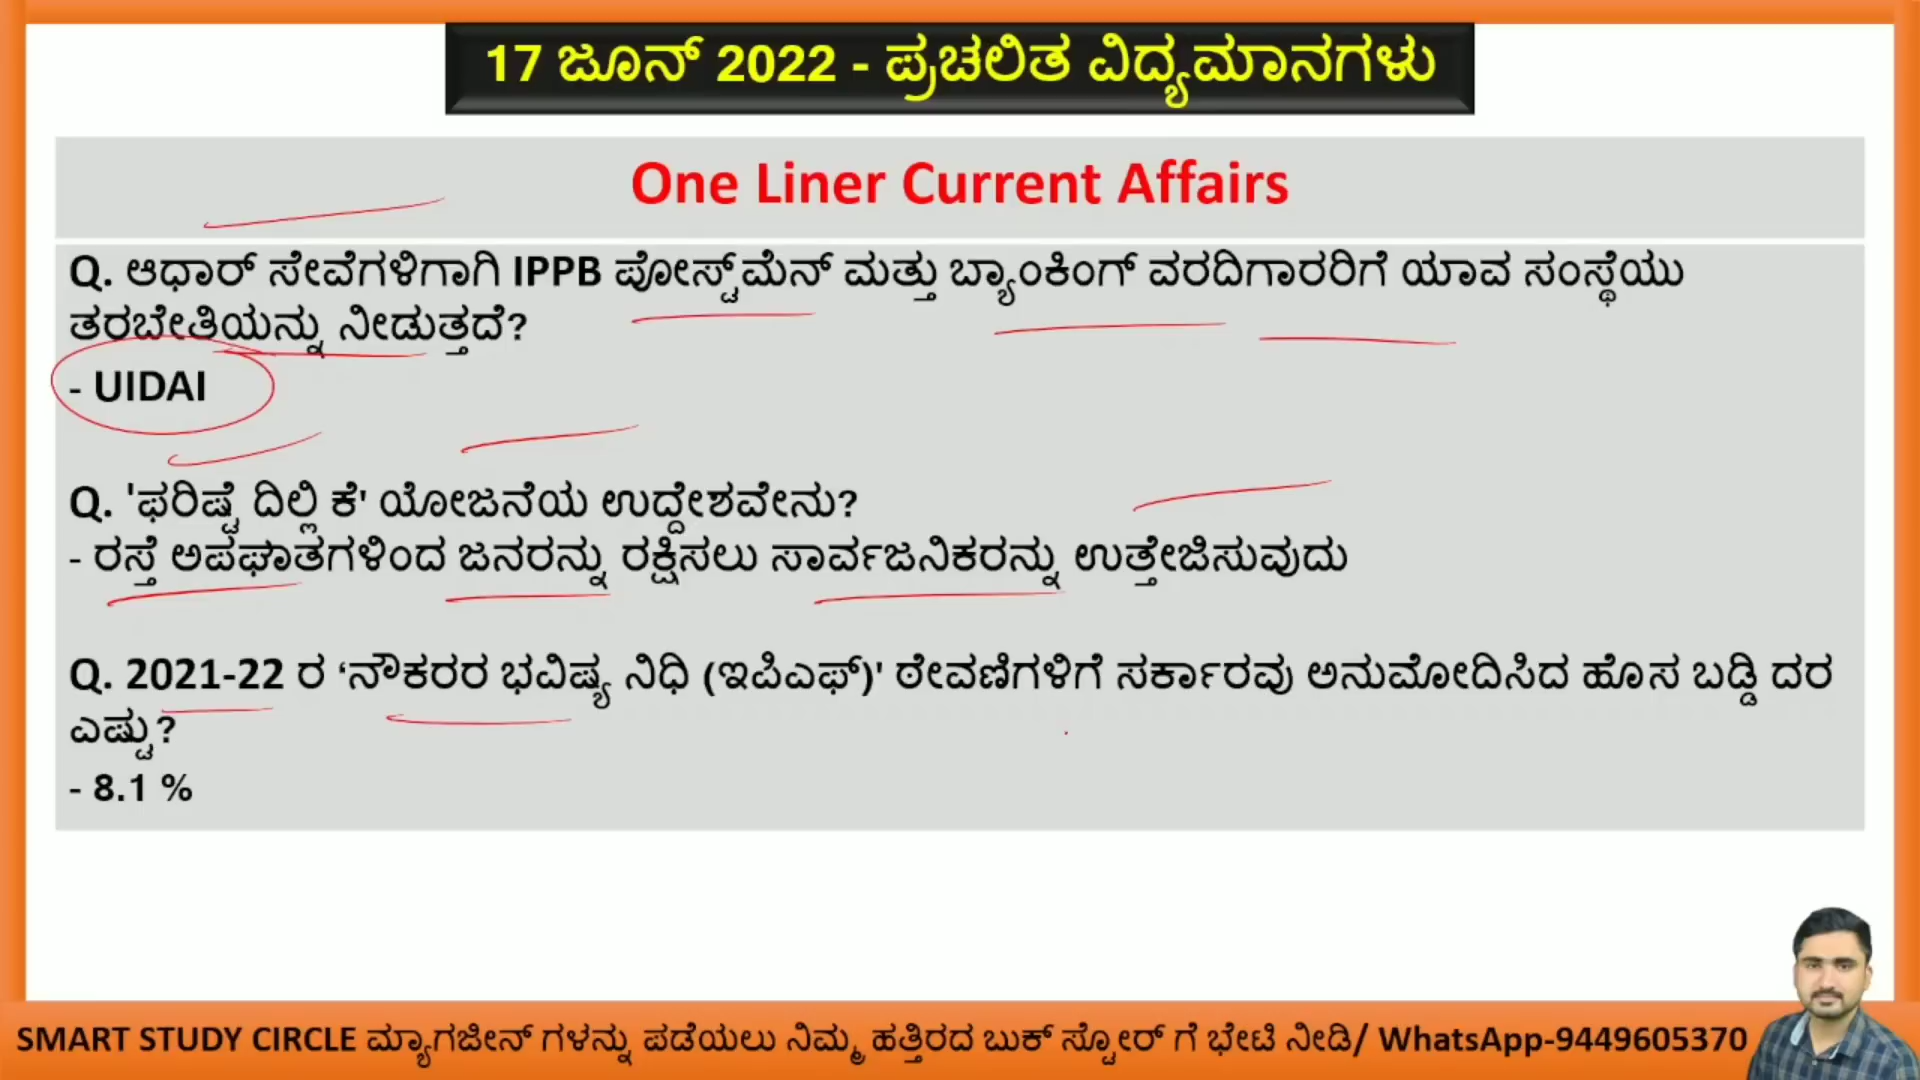 17 ಜೂನ್ 2022 - ಪ್ರಚಲಿತ ವಿದ್ಯಮಾನಗಳು
One Liner Current Affairs
Q. ಆಧಾರ್ ಸೇವೆಗಳಿಗಾಗಿ IPPB ಪೋಸ್ಟ್‌ಮೆನ್ ಮತ್ತು ಬ್ಯಾಂಕಿಂಗ್ ವರದಿಗಾರರಿಗೆ ಯಾವ ಸಂಸ್ಥೆಯು
ತರಬೇತಿಯನ್ನು ನೀಡುತ್ತದೆ?
- UIDAI
Q. 'ಫರಿಷ್ಟೆ ದಿಲ್ಲಿ ಕೆ' ಯೋಜನೆಯ ಉದ್ದೇಶವೇನು?
- ರಸ್ತೆ ಅಪಘಾತಗಳಿಂದ ಜನರನ್ನು ರಕ್ಷಿಸಲು ಸಾರ್ವಜನಿಕರನ್ನು ಉತ್ತೇಜಿಸುವುದು
Q. 2021-22 ರ ‘ನೌಕರರ ಭವಿಷ್ಯ ನಿಧಿ (ಇಪಿಎಫ್)' ಠೇವಣಿಗಳಿಗೆ ಸರ್ಕಾರವು ಅನುಮೋದಿಸಿದ ಹೊಸ ಬಡ್ಡಿ ದರ
ಎಷ್ಟು?
- 8.1 %
SMART STUDY CIRCLE ಮ್ಯಾಗಜೀನ್ ಗಳನ್ನು ಪಡೆಯಲು ನಿಮ್ಮ ಹತ್ತಿರದ ಬುಕ್ ಸ್ಟೋರ್ ಗೆ ಭೇಟಿ ನೀಡಿ/ WhatsApp-9449605370